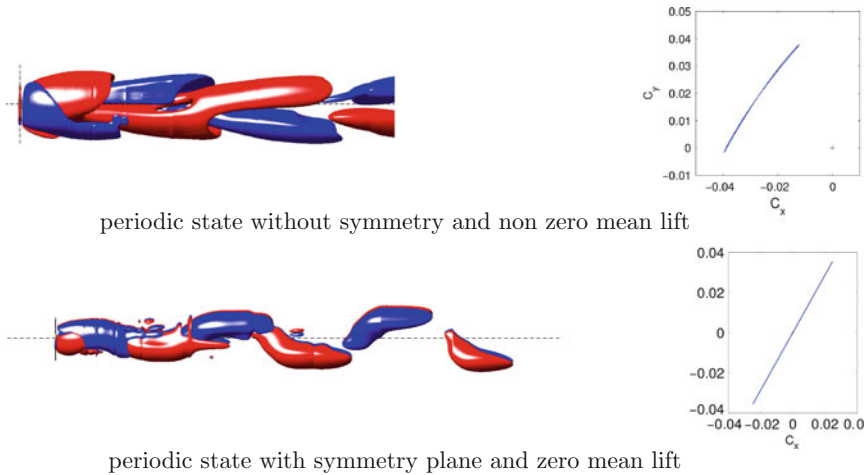 0.05
0.04
0.03
0.02
0.01
0
-0.01
C_y
-0.04 -0.02 0
C_x
periodic state without symmetry and non zero mean lift
0.04
0.02
0
-0.02
-0.04
-0.04 -0.02 0 0.02 0.0
C_x
periodic state with symmetry plane and zero mean lift